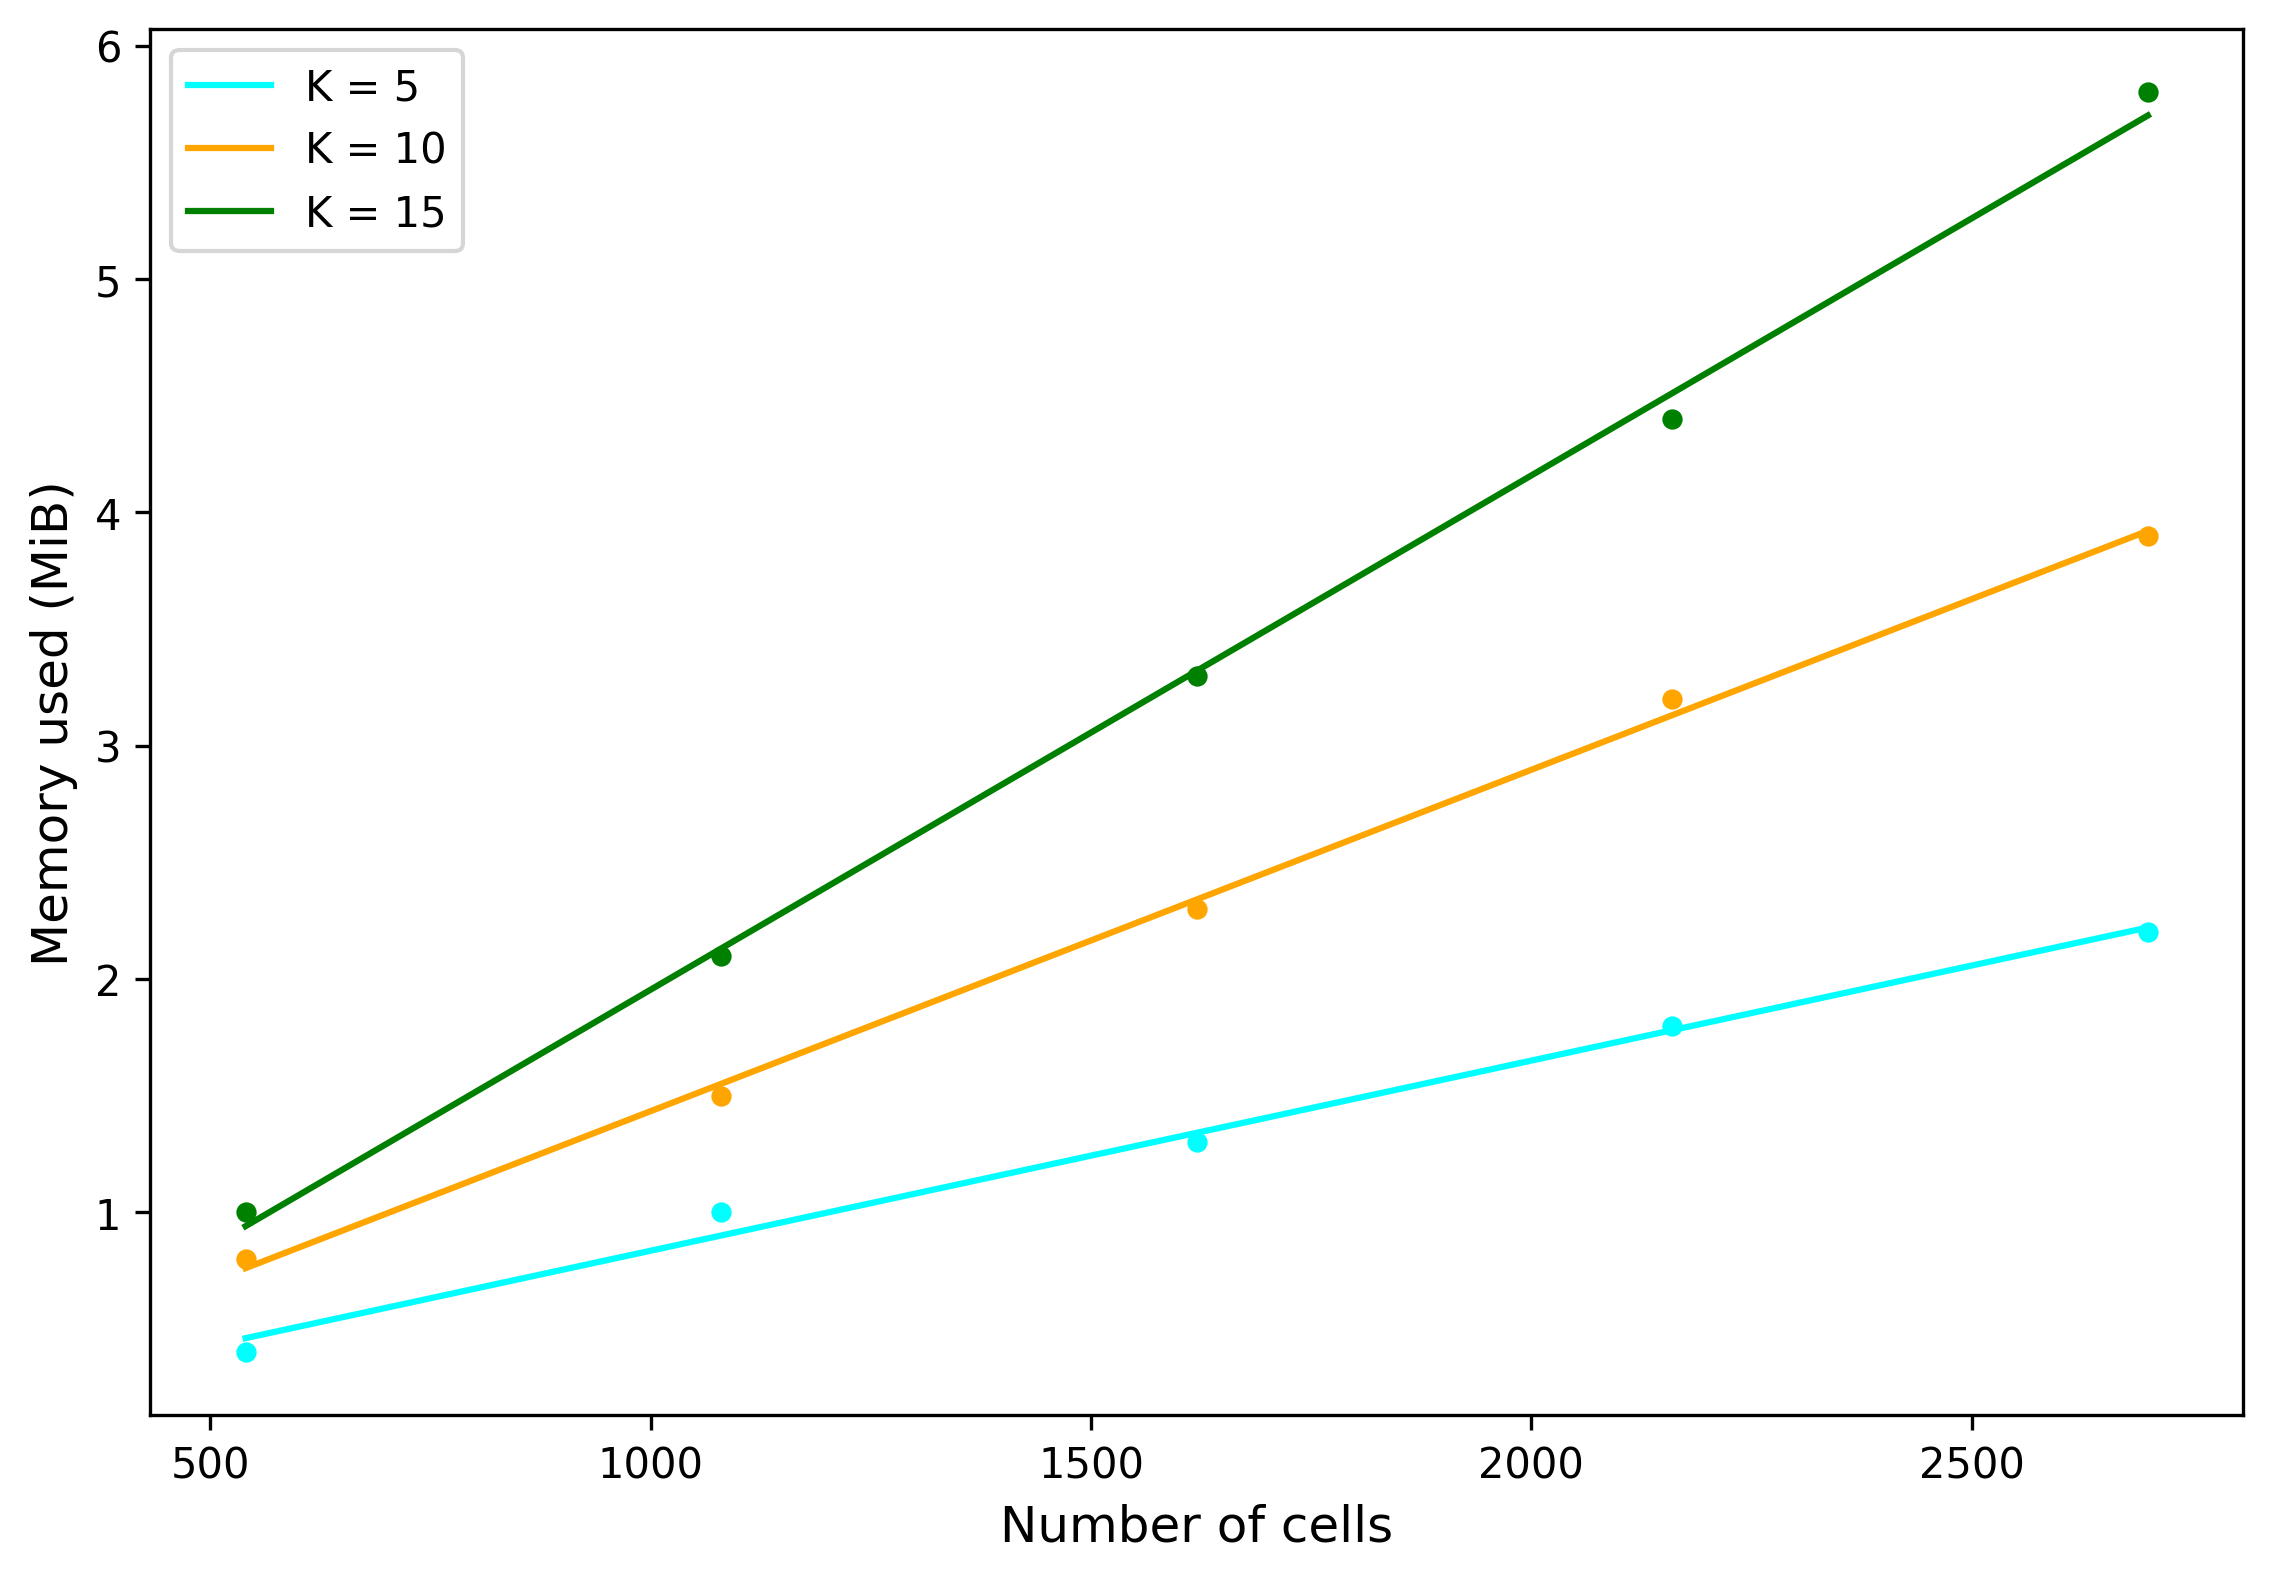 K = 5
K = 10
K = 15
6
5
4
3
2
1
Memory used (MiB)
500 1000 1500 2000 2500
Number of cells